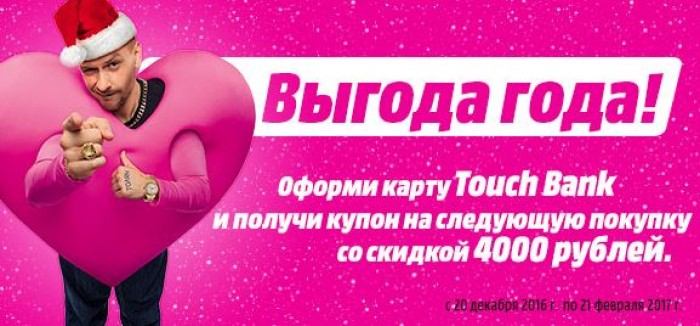 Выгода года!
Оформи карту Touch Bank
и получи купон на следующую покупку
со скидкой 4000 рублей.
с 20 декабря 2016 г. по 21 февраля 2017 г.